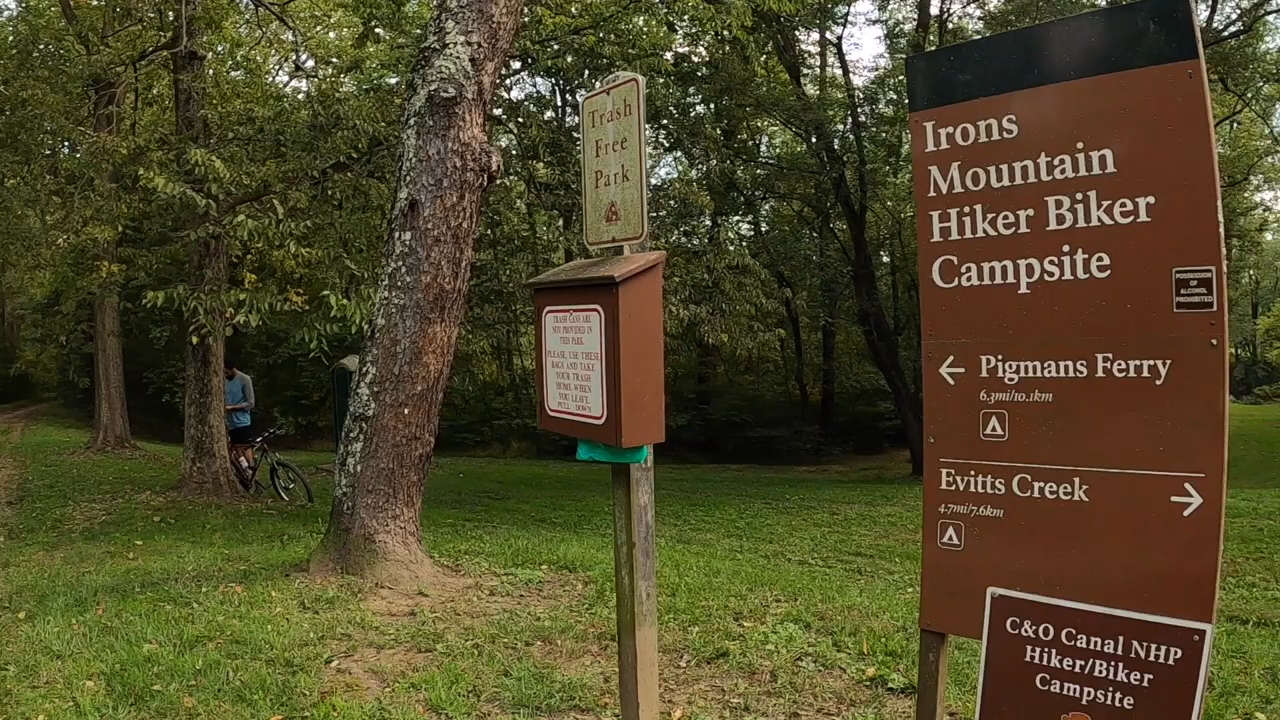 Trash
Free
Park
TRASH CANS ARE
NOT PROVIDED IN
THIS PARK.
PLEASE, USE THESE
BAGS AND TAKE
YOUR TRASH
HOME WHEN
YOU LEAVE.
PULL DOWN
Irons
Mountain
Hiker Biker
Campsite
POSSESSION
OF
ALCOHOL
PROHIBITED
Pigmans Ferry
6.3mi/10.1km
Evitts Creek
4.7mi/7.6km
C&O Canal NHP
Hiker/Biker
Campsite